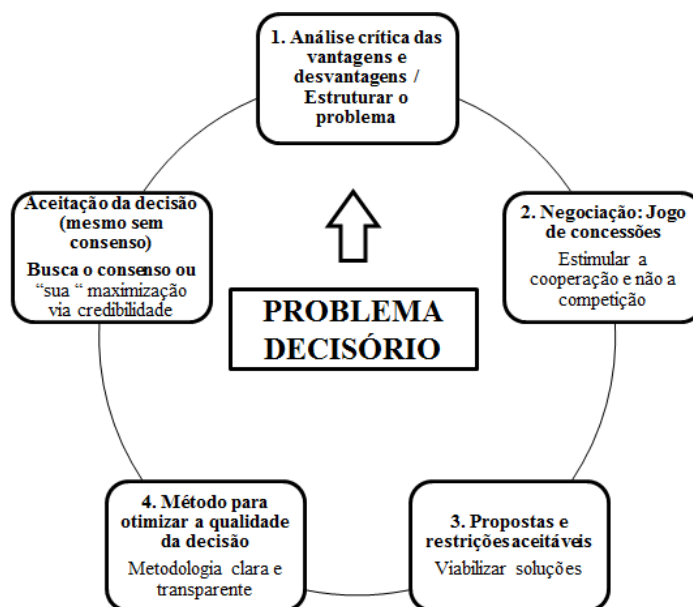 1. Análise crítica das
vantagens e
desvantagens /
Estruturar o
problema
2. Negociação: Jogo
de concessões
Estimular a
cooperação e não a
competição
3. Propostas e
restrições aceitáveis
Viabilizar soluções
4. Método para
otimizar a qualidade
da decisão
Metodologia clara e
transparente
Aceitação da decisão
(mesmo sem
consenso)
Busca o consenso ou
“sua “ maximização
via credibilidade
PROBLEMA
DECISÓRIO